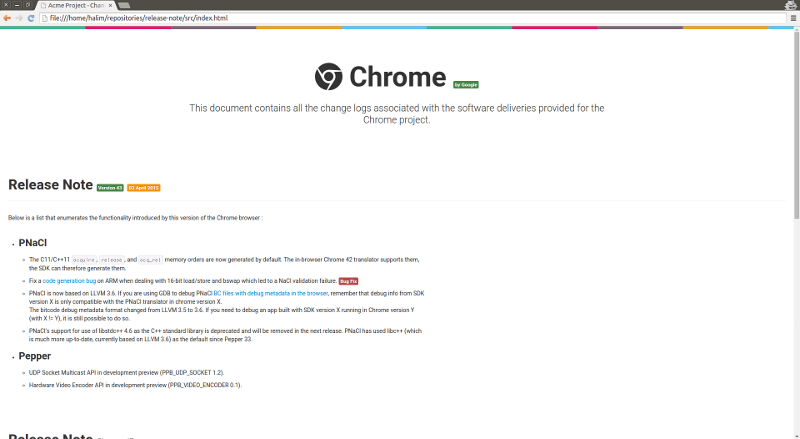 Acme Project - Chan
file:///home/halim/repositories/release-note/src/index.html
Chrome by Google
This document contains all the change logs associated with the software deliveries provided for the
Chrome project.
Release Note Version 43 02 April 2015
Below is a list that enumerates the functionality introduced by this version of the Chrome browser :
PNaCl
The C11/C++11 acquire, release, and acq_rel memory orders are now generated by default. The in-browser Chrome 42 translator supports them,
the SDK can therefore generate them.
Fix a code generation bug on ARM when dealing with 16-bit load/store and bswap which led to a NaCl validation failure. Bug Fix
PNaCl is now based on LLVM 3.6. If you are using GDB to debug PNaCl BC files with debug metadata in the browser, remember that debug info from SDK
version X is only compatible with the PNaCl translator in chrome version X.
The bitcode debug metadata format changed from LLVM 3.5 to 3.6. If you need to debug an app built with SDK version X running in Chrome version Y
(with X != Y), it is still possible to do so.
PNaCl's support for use of libstdc++ 4.6 as the C++ standard library is deprecated and will be removed in the next release. PNaCl has used libc++ (which
is much more up-to-date, currently based on LLVM 3.6) as the default since Pepper 33.
Pepper
UDP Socket Multicast API in development preview (PPB_UDP_SOCKET 1.2).
Hardware Video Encoder API in development preview (PPB_VIDEO_ENCODER 0.1).
Release Note